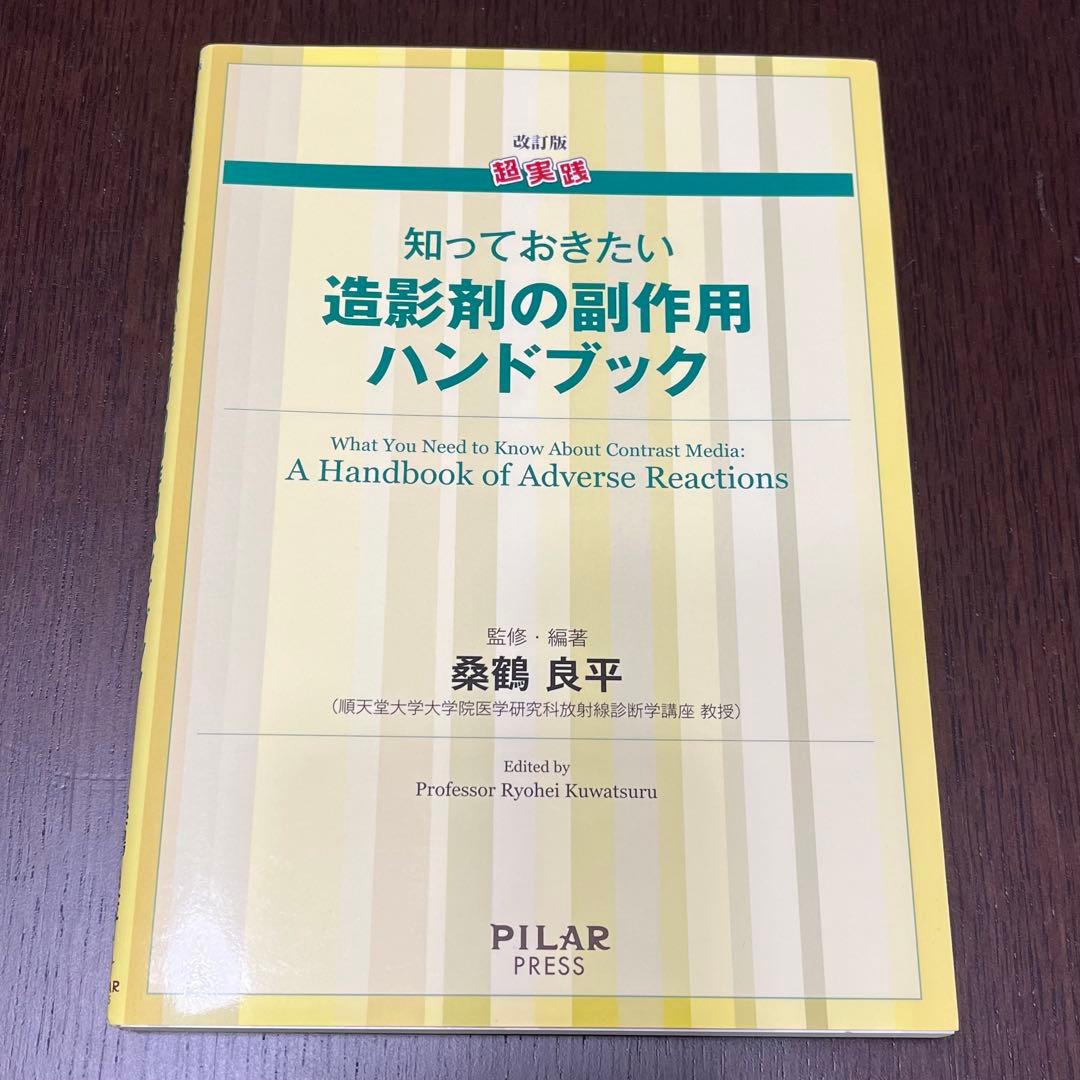 改訂版
超実践
知っておきたい
造影剤の副作用
ハンドブック
What You Need to Know About Contrast Media:
A Handbook of Adverse Reactions
監修・編著
桑鶴 良平
（順天堂大学大学院医学研究科放射線診断学講座 教授）
Edited by
Professor Ryohei Kuwatsuru
PILAR
PRESS